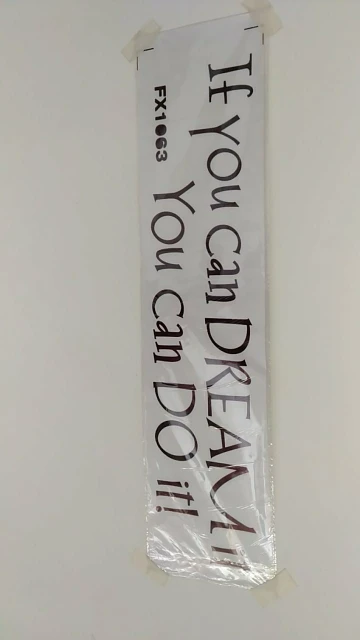 If you can DREAM it
FX1063
You can DO it!